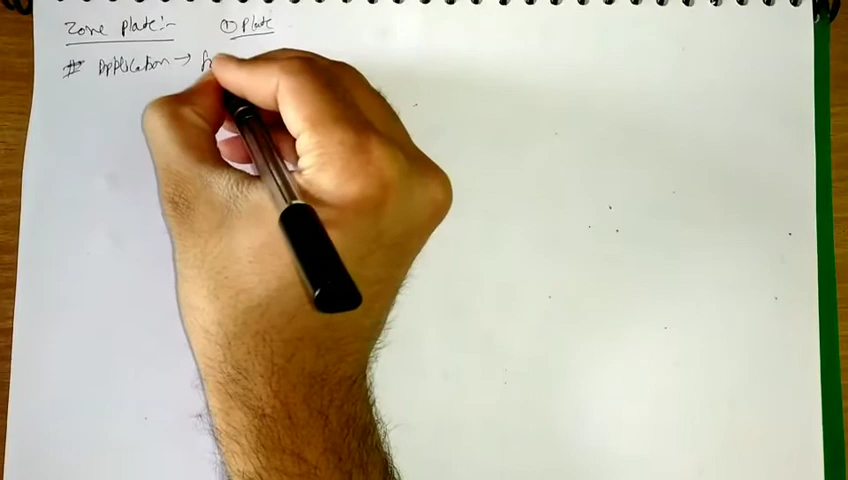 Zone Plate:- ① Plate
# Application →